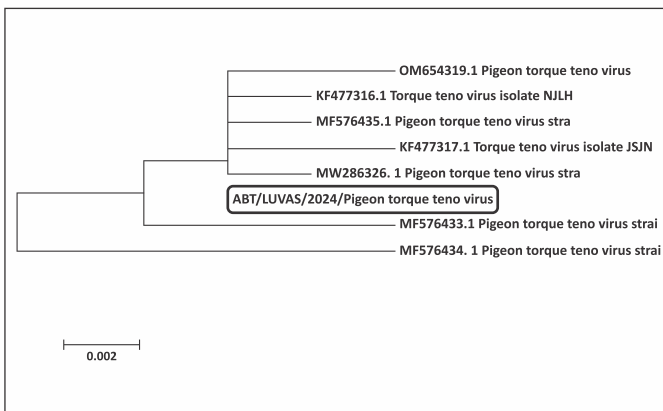 OM654319.1 Pigeon torque teno virus
KF477316.1 Torque teno virus isolate NJLH
MF576435.1 Pigeon torque teno virus stra
KF477317.1 Torque teno virus isolate JSJN
MW286326. 1 Pigeon torque teno virus stra
ABT/LUVAS/2024/Pigeon torque teno virus
MF576433.1 Pigeon torque teno virus strai
MF576434. 1 Pigeon torque teno virus strai
0.002